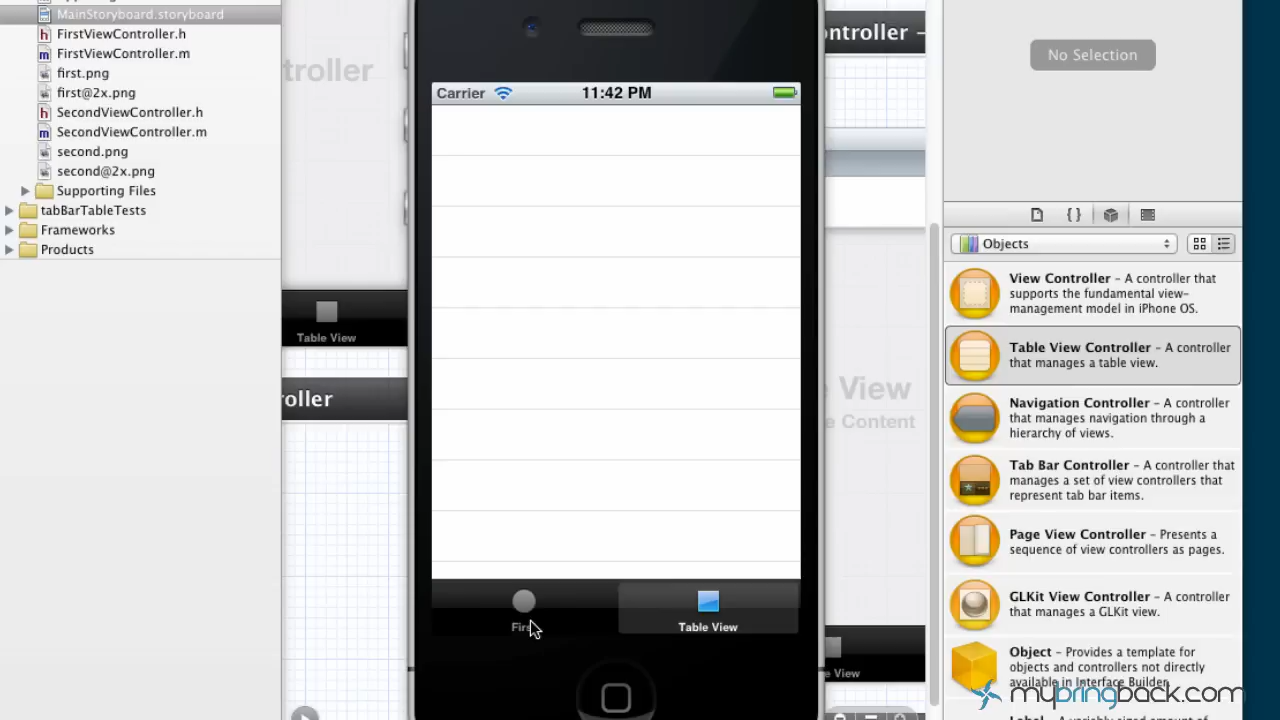 MainStoryboard.storyboard
FirstViewController.h
FirstViewController.m
first.png
first@2x.png
SecondViewController.h
SecondViewController.m
second.png
second@2x.png
Supporting Files
tabBarTableTests
Frameworks
Products
troller
Table View
roller
Carrier
11:42 PM
First
Table View
ontroller –
View
e Content
le View
No Selection
Objects
View Controller – A controller that
supports the fundamental view-
management model in iPhone OS.
Table View Controller – A controller
that manages a table view.
Navigation Controller – A controller
that manages navigation through a
hierarchy of views.
Tab Bar Controller – A controller that
manages a set of view controllers that
represent tab bar items.
Page View Controller – Presents a
sequence of view controllers as pages.
GLKit View Controller – A controller
that manages a GLKit view.
Object – Provides a template for
objects and controllers not directly
available in Interface Builder.
mybringback.com